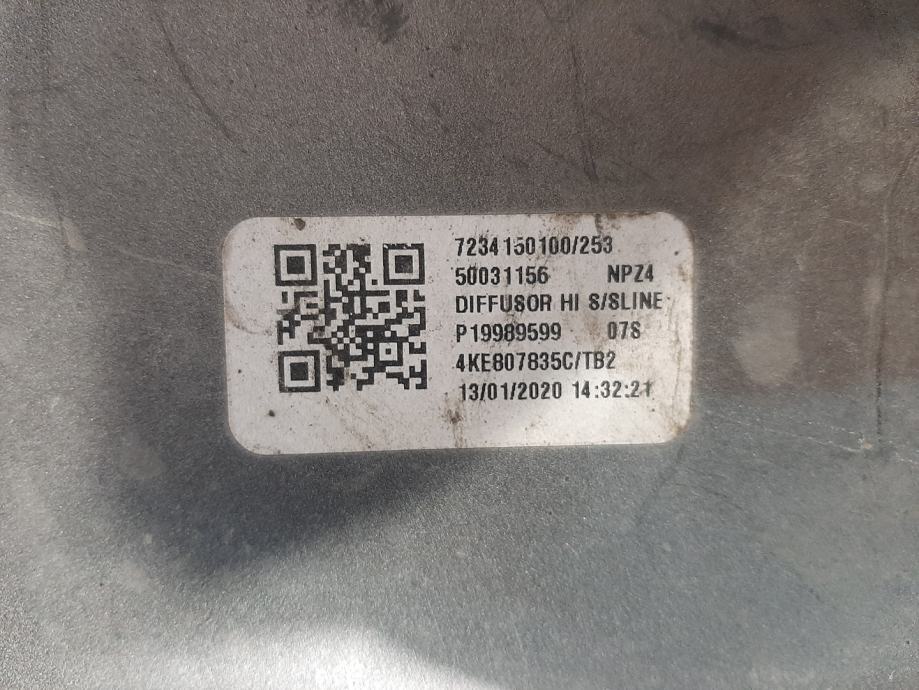 7234150100/253
50031156 NPZ4
DIFFUSOR HI S/SLINE
P19989599 07S
4KE807835C/TB2
13/01/2020 14:32:21